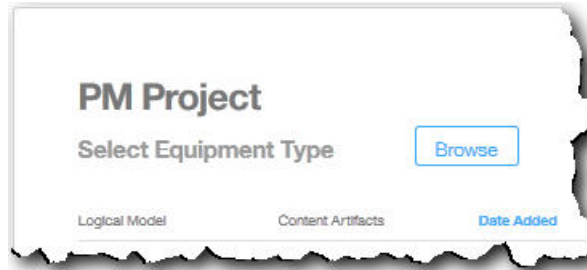 PM Project
Select Equipment Type Browse
Logical Model Content Artifacts Date Added